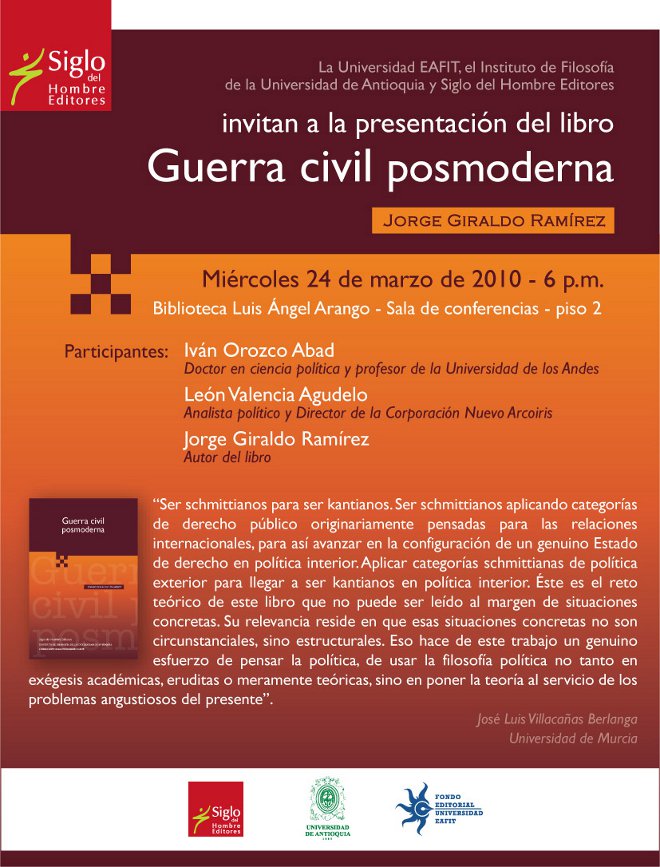 Siglo
del
Hombre
Editores
La Universidad EAFIT, el Instituto de Filosofía
de la Universidad de Antioquia y Siglo del Hombre Editores
invitan a la presentación del libro
Guerra civil posmoderna
JORGE GIRALDO RAMÍREZ
Miércoles 24 de marzo de 2010 - 6 p.m.
Biblioteca Luis Ángel Arango - Sala de conferencias - piso 2
Participantes: Iván Orozco Abad
Doctor en ciencia política y profesor de la Universidad de los Andes
León Valencia Agudelo
Analista político y Director de la Corporación Nuevo Arcoiris
Jorge Giraldo Ramírez
Autor del libro
Guerra civil
posmoderna
Guerra
civil p
posmo
“Ser schmittianos para ser kantianos. Ser schmittianos aplicando categorías
de derecho público originariamente pensadas para las relaciones
internacionales, para así avanzar en la configuración de un genuino Estado
de derecho en política interior. Aplicar categorías schmittianas de política
exterior para llegar a ser kantianos en política interior. Éste es el reto
teórico de este libro que no puede ser leído al margen de situaciones
concretas. Su relevancia reside en que esas situaciones concretas no son
circunstanciales, sino estructurales. Eso hace de este trabajo un genuino
esfuerzo de pensar la política, de usar la filosofía política no tanto en
exégesis académicas, eruditas o meramente teóricas, sino en poner la teoría al servicio de los
problemas angustiosos del presente”.
José Luis Villacañas Berlanga
Universidad de Murcia
Siglo
del
Hombre
Editores
UNIVERSIDAD
DE ANTIOQUIA
1803
FONDO
EDITORIAL
UNIVERSIDAD
EAFIT